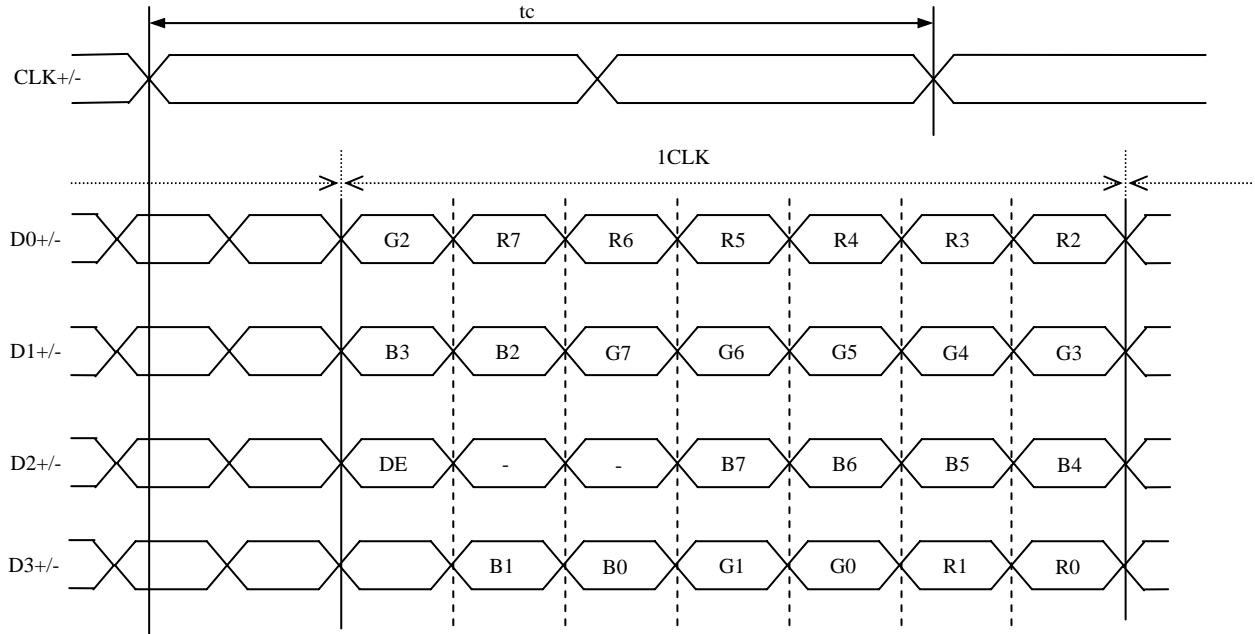 tc
CLK+/-
1CLK
D0+/- G2 R7 R6 R5 R4 R3 R2
D1+/- B3 B2 G7 G6 G5 G4 G3
D2+/- DE - - B7 B6 B5 B4
D3+/- B1 B0 G1 G0 R1 R0